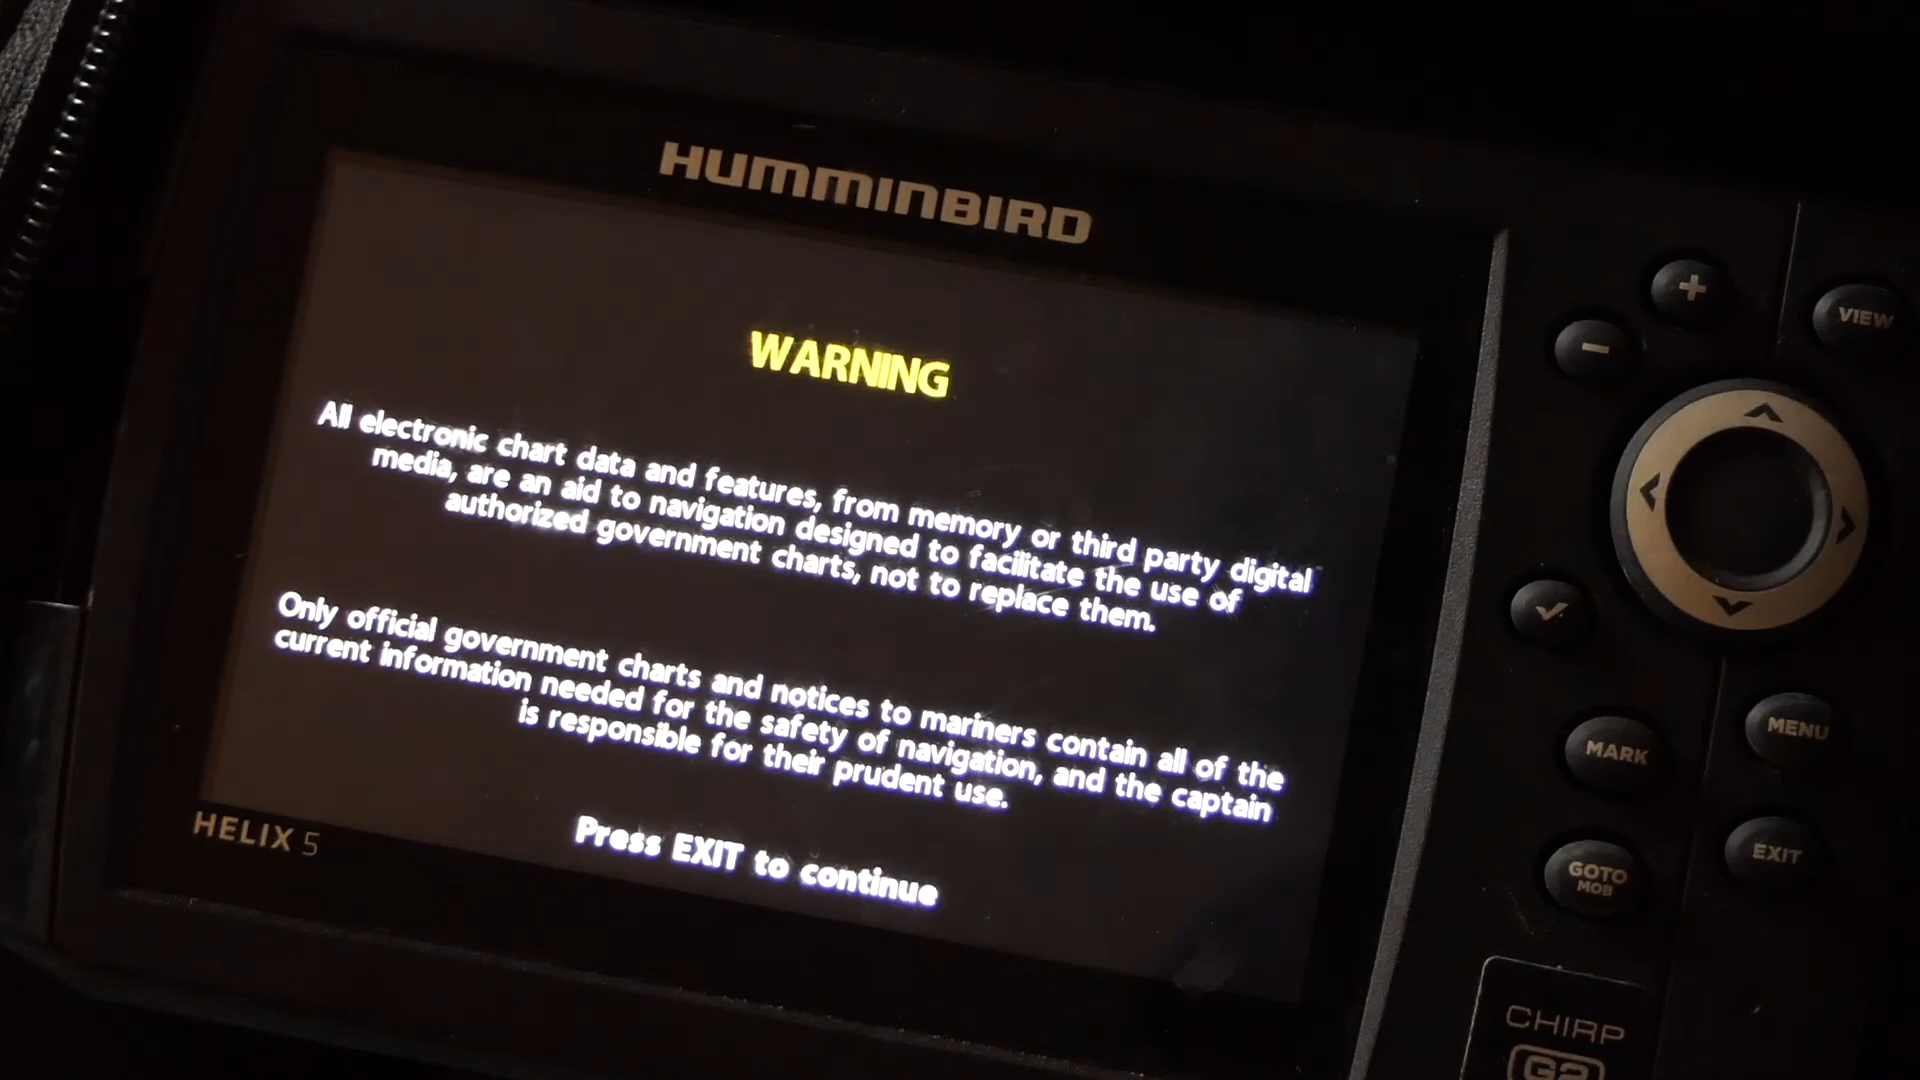 HUMMINBIRD
WARNING
All electronic chart data and features, from memory or third party digital
media, are an aid to navigation designed to facilitate the use of
authorized government charts, not to replace them.
Only official government charts and notices to mariners contain all of the
current information needed for the safety of navigation, and the captain
is responsible for their prudent use.
Press EXIT to continue
HELIX 5
+
-
VIEW
MARK
MENU
GOTO
MOB
EXIT
CHIRP
G2